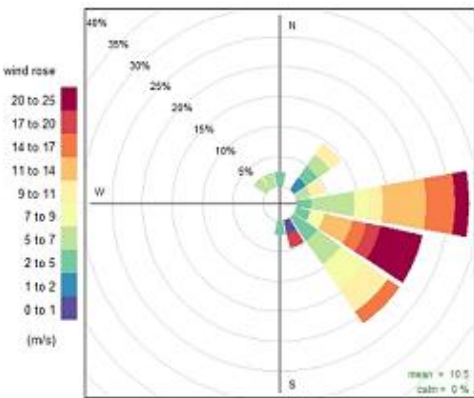 40%
35%
30%
25%
20%
15%
10%
5%
N
W
S
wind rose
20 to 25
17 to 20
14 to 17
11 to 14
9 to 11
7 to 9
5 to 7
2 to 5
1 to 2
0 to 1
(m/s)
mean = 10.5
calm = 0 %